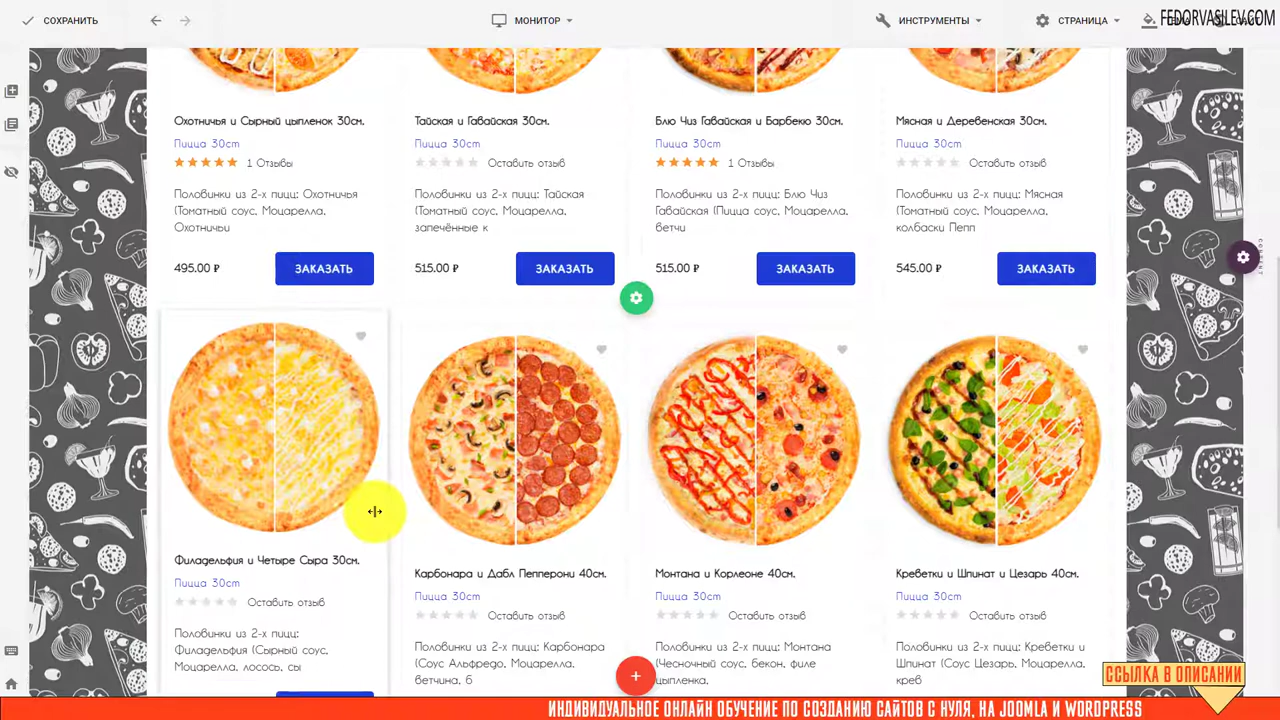 СОХРАНИТЬ
МОНИТОР
ИНСТРУМЕНТЫ
СТРАНИЦА
FEDORVASILEV.COM
Охотничья и Сырный цыпленок 30см.
Пицца 30cm
1 Отзывы
Половинки из 2-х пицц: Охотничья
(Томатный соус, Моцарелла,
Охотничьи
495.00 ₽
ЗАКАЗАТЬ
Тайская и Гавайская 30см.
Пицца 30cm
Оставить отзыв
Половинки из 2-х пицц: Тайская
(Томатный соус, Моцарелла,
запечённые к
515.00 ₽
ЗАКАЗАТЬ
Блю Чиз Гавайская и Барбекю 30см.
Пицца 30cm
1 Отзывы
Половинки из 2-х пицц: Блю Чиз
Гавайская (Пицца соус, Моцарелла,
ветчи
515.00 ₽
ЗАКАЗАТЬ
Мясная и Деревенская 30см.
Пицца 30cm
Оставить отзыв
Половинки из 2-х пицц: Мясная
(Томатный соус, Моцарелла,
колбаски Пепп
545.00 ₽
ЗАКАЗАТЬ
Филадельфия и Четыре Сыра 30см.
Пицца 30cm
Оставить отзыв
Половинки из 2-х пицц:
Филадельфия (Сырный соус,
Моцарелла, лосось, сы
Карбонара и Дабл Пепперони 40см.
Пицца 30cm
Оставить отзыв
Половинки из 2-х пицц: Карбонара
(Соус Альфредо, Моцарелла,
ветчина, б
Монтана и Корлеоне 40см.
Пицца 30cm
Оставить отзыв
Половинки из 2-х пицц: Монтана
(Чесночный соус, бекон, филе
цыпленка,
Креветки и Шпинат и Цезарь 40см.
Пицца 30cm
Оставить отзыв
Половинки из 2-х пицц: Креветки и
Шпинат (Соус Цезарь, Моцарелла,
крев
ССЫЛКА В ОПИСАНИИ
ИНДИВИДУАЛЬНОЕ ОНЛАЙН ОБУЧЕНИЕ ПО СОЗДАНИЮ САЙТОВ С НУЛЯ, НА JOOMLA И WORDPRESS